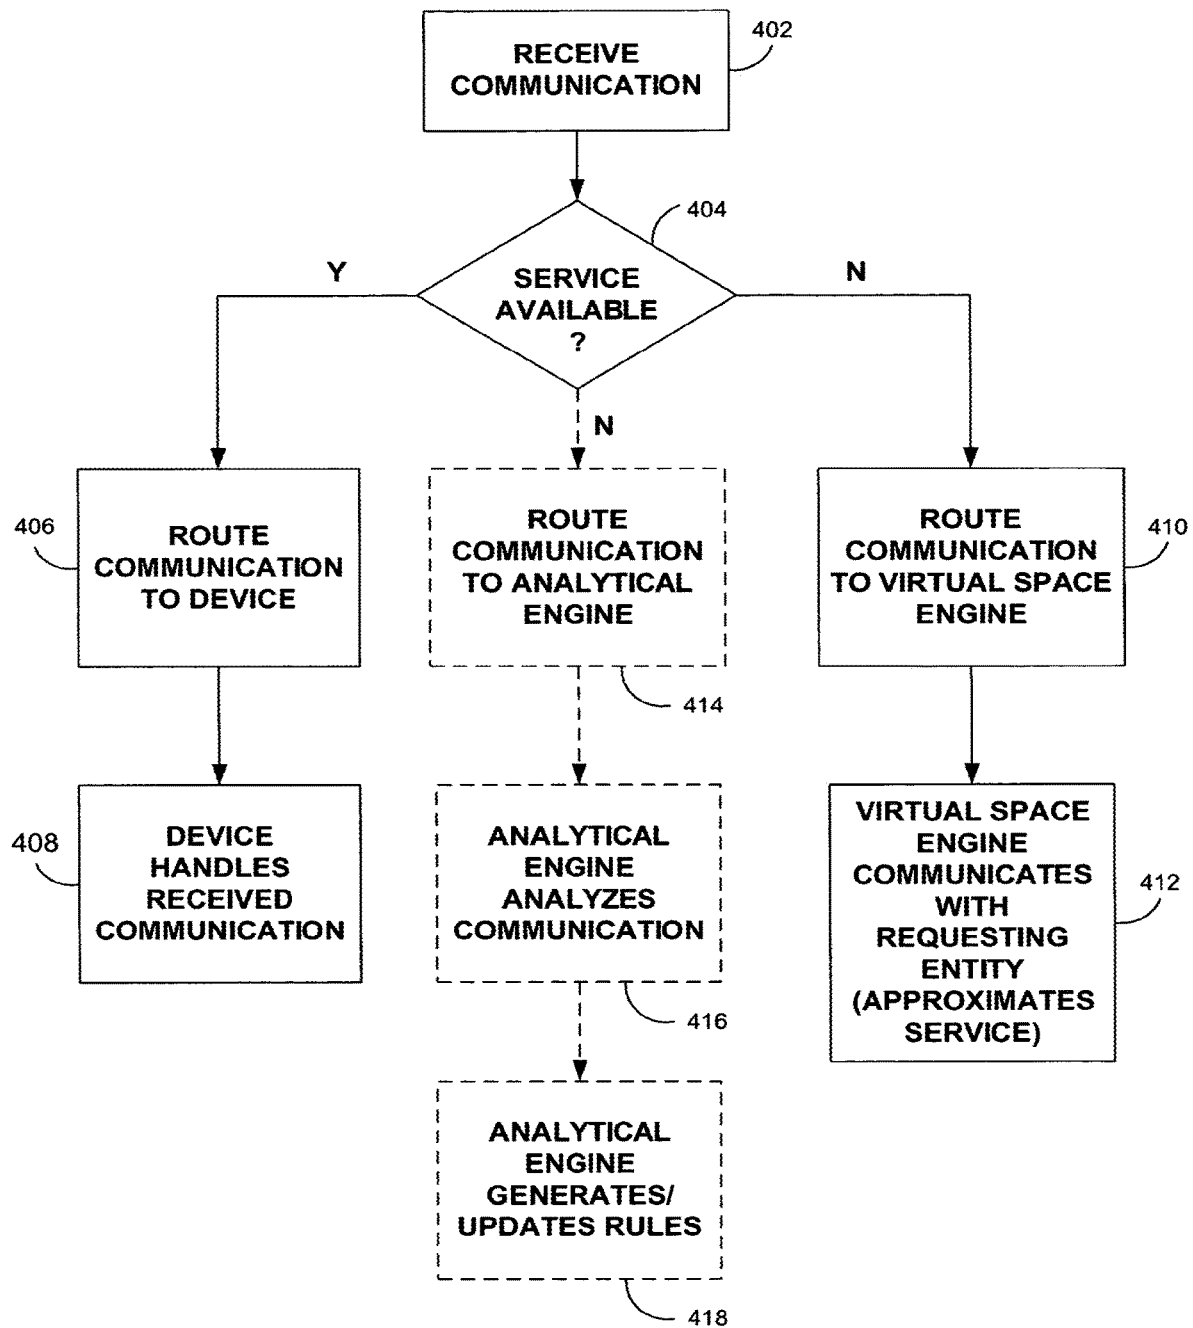 RECEIVE
COMMUNICATION
402
SERVICE
AVAILABLE
?
404
Y
N
N
ROUTE
COMMUNICATION
TO DEVICE
406
ROUTE
COMMUNICATION
TO ANALYTICAL
ENGINE
414
ROUTE
COMMUNICATION
TO VIRTUAL SPACE
ENGINE
410
DEVICE
HANDLES
RECEIVED
COMMUNICATION
408
ANALYTICAL
ENGINE
ANALYZES
COMMUNICATION
416
VIRTUAL SPACE
ENGINE
COMMUNICATES
WITH
REQUESTING
ENTITY
(APPROXIMATES
SERVICE)
412
ANALYTICAL
ENGINE
GENERATES/
UPDATES RULES
418